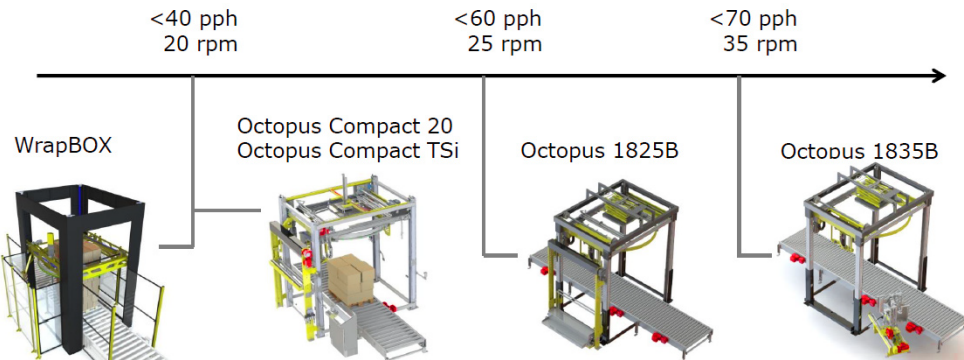 <40 pph
20 rpm
<60 pph
25 rpm
<70 pph
35 rpm
WrapBOX
Octopus Compact 20
Octopus Compact TSi
Octopus 1825B
Octopus 1835B